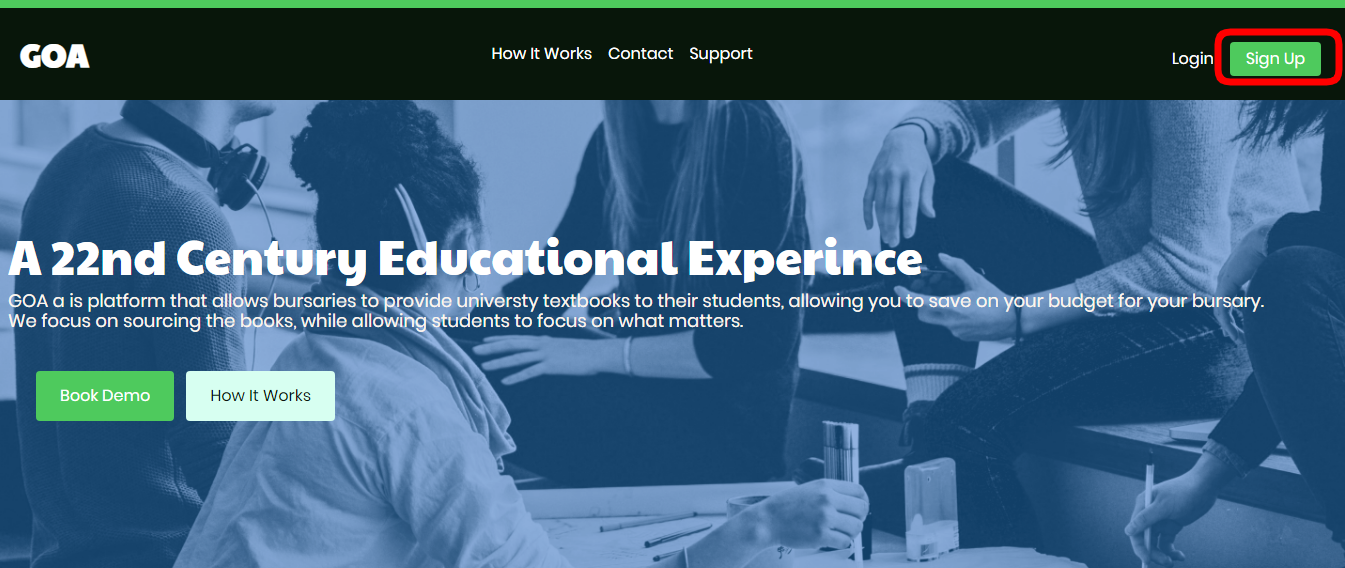 GOA
How It Works Contact Support
Login Sign Up
A 22nd Century Educational Experince
GOA a is platform that allows bursaries to provide universty textbooks to their students, allowing you to save on your budget for your bursary.
We focus on sourcing the books, while allowing students to focus on what matters.
Book Demo How It Works